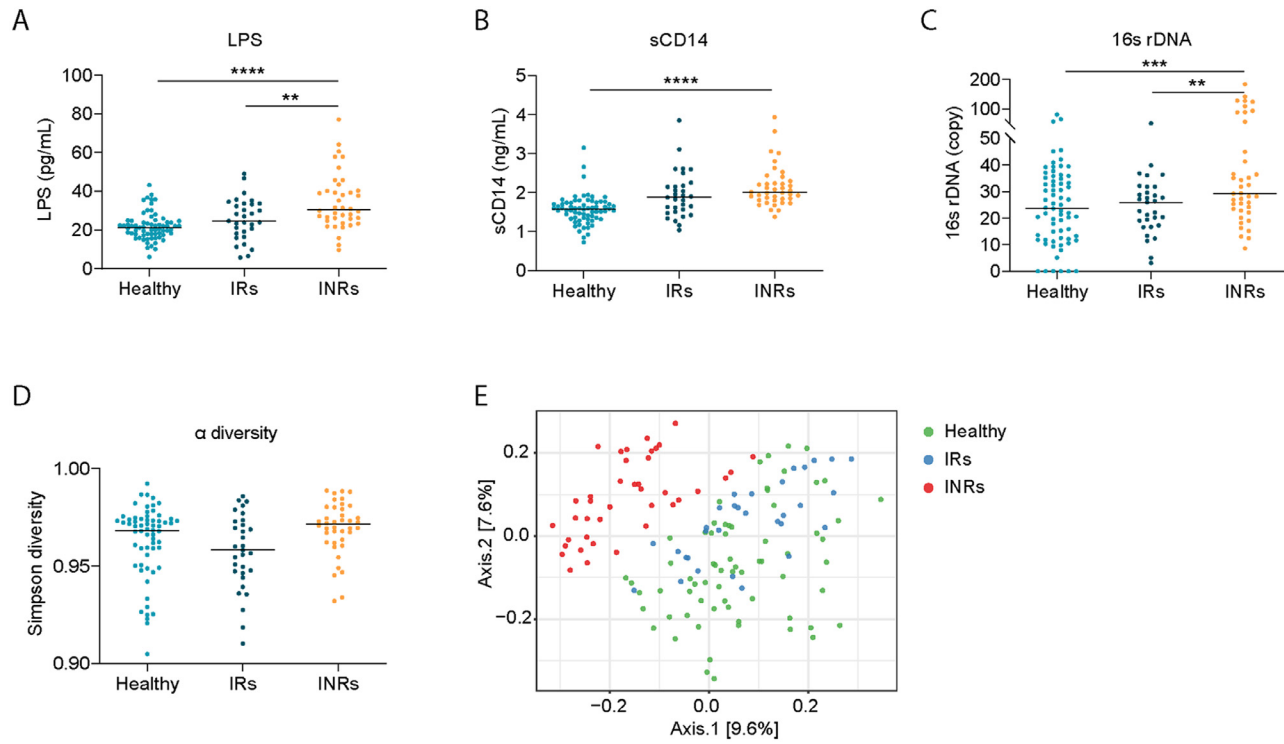 A
LPS
****
**
100
80
60
40
20
0
LPS (pg/mL)
Healthy
IRs
INRs
B
sCD14
****
5
4
3
2
1
0
sCD14 (ng/mL)
Healthy
IRs
INRs
C
16s rDNA
***
**
200
100
50
40
30
20
10
0
16s rDNA (copy)
Healthy
IRs
INRs
D
α diversity
1.00
0.95
0.90
Simpson diversity
Healthy
IRs
INRs
E
0.2
0.0
−0.2
Axis.2 [7.6%]
−0.2
0.0
0.2
Axis.1 [9.6%]
Healthy
IRs
INRs